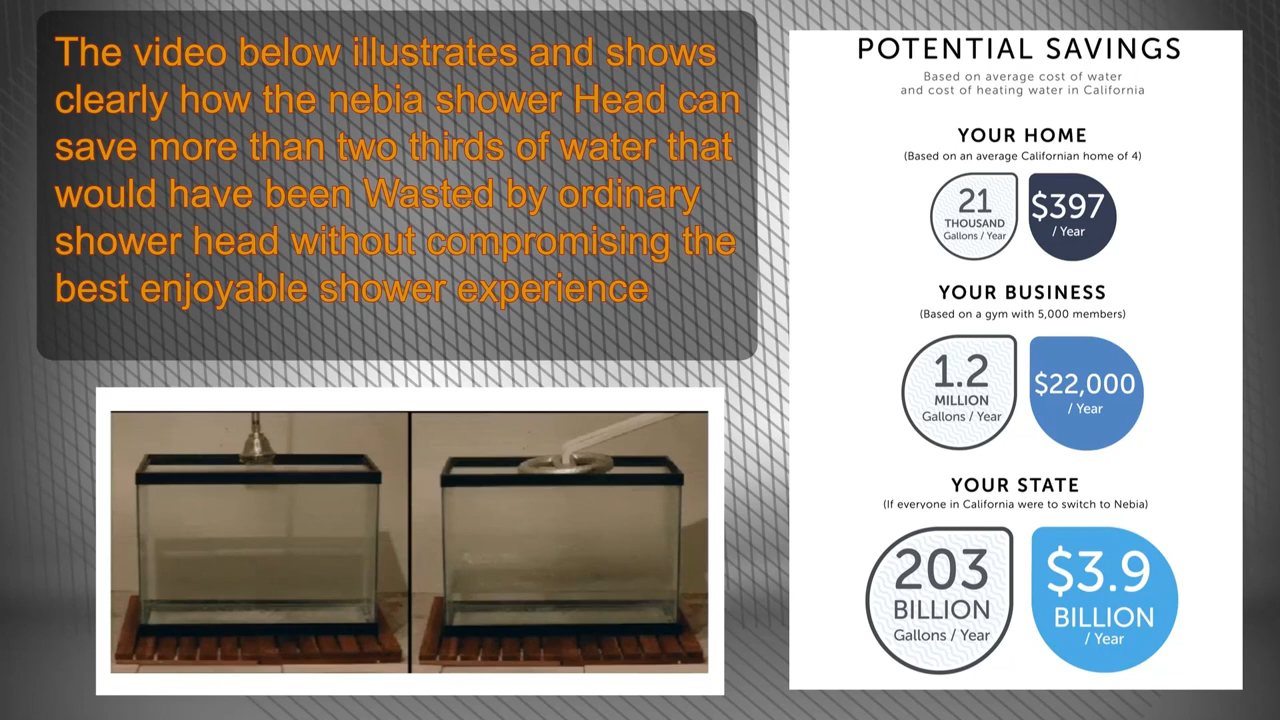 The video below illustrates and shows
clearly how the nebia shower Head can
save more than two thirds of water that
would have been Wasted by ordinary
shower head without compromising the
best enjoyable shower experience
POTENTIAL SAVINGS
Based on average cost of water
and cost of heating water in California
YOUR HOME
(Based on an average Californian home of 4)
21
THOUSAND
Gallons / Year
$397
/ Year
YOUR BUSINESS
(Based on a gym with 5,000 members)
1.2
MILLION
Gallons / Year
$22,000
/ Year
YOUR STATE
(If everyone in California were to switch to Nebia)
203
BILLION
Gallons / Year
$3.9
BILLION
/ Year